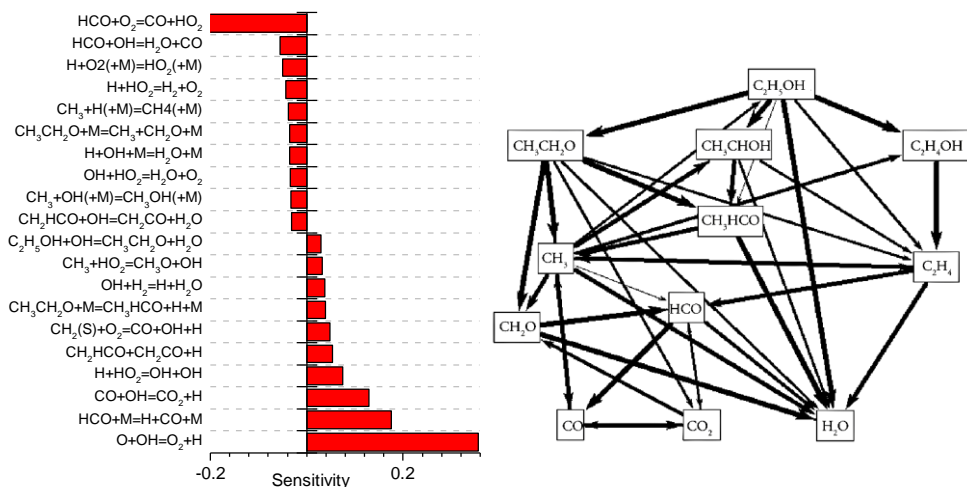 HCO+O₂=CO+HO₂
HCO+OH=H₂O+CO
H+O2(+M)=HO₂(+M)
H+HO₂=H₂+O₂
CH₃+H(+M)=CH4(+M)
CH₃CH₂O+M=CH₃+CH₂O+M
H+OH+M=H₂O+M
OH+HO₂=H₂O+O₂
CH₃+OH(+M)=CH₃OH(+M)
CH₂HCO+OH=CH₂CO+H₂O
C₂H₅OH+OH=CH₃CH₂O+H₂O
CH₃+HO₂=CH₃O+OH
OH+H₂=H+H₂O
CH₃CH₂O+M=CH₃HCO+H+M
CH₂(S)+O₂=CO+OH+H
CH₂HCO+CH₂CO+H
H+HO₂=OH+OH
CO+OH=CO₂+H
HCO+M=H+CO+M
O+OH=O₂+H
-0.2
0.2
Sensitivity
C₂H₅OH
CH₃CH₂O
CH₃CHOH
C₂H₄OH
CH₃HCO
CH₃
C₂H₄
HCO
CH₂O
CO
CO₂
H₂O